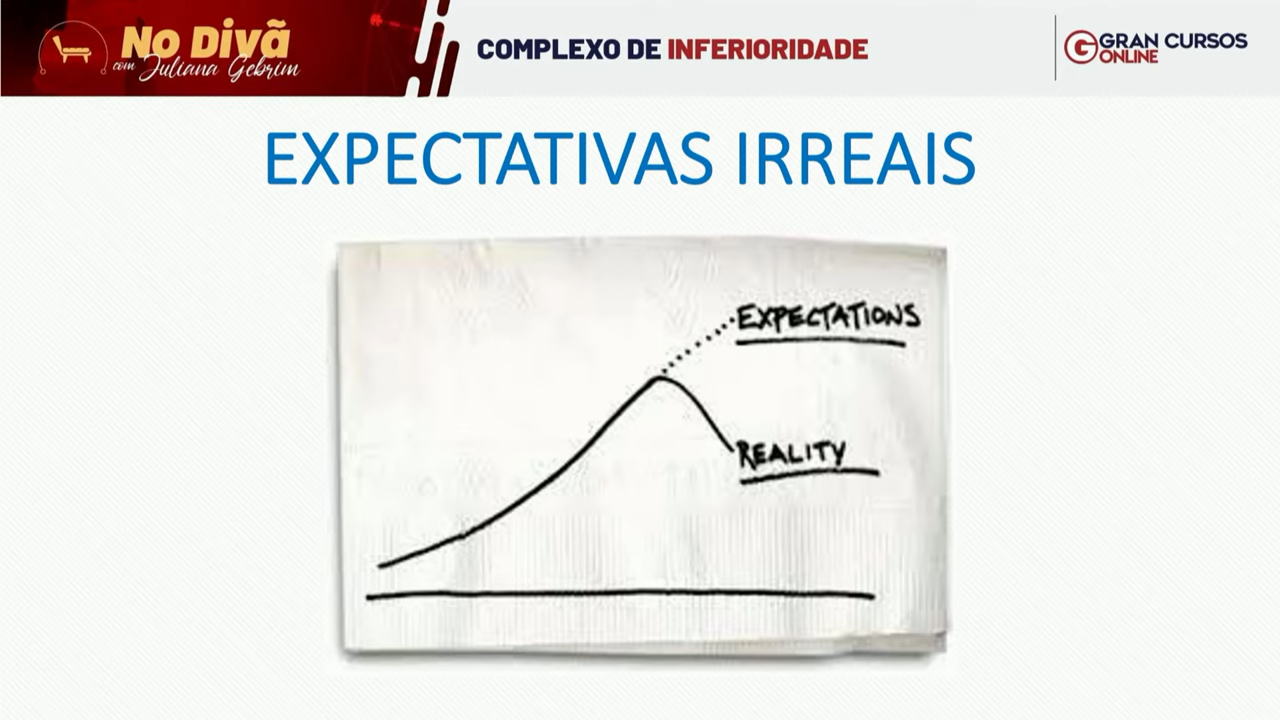 No Divã
com Juliana Gebrim
COMPLEXO DE INFERIORIDADE
G GRAN CURSOS
ONLINE
EXPECTATIVAS IRREAIS
EXPECTATIONS
REALITY